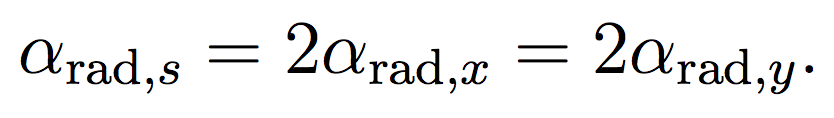 α_{rad,s} = 2α_{rad,x} = 2α_{rad,y}.